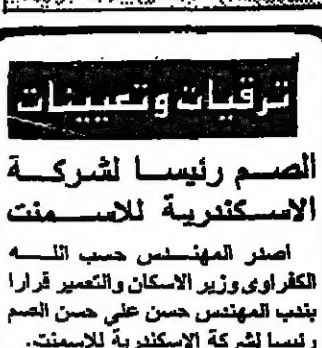 ترقيات وتعيينات
الصم رئيسا لشركة
الاسكندرية للاسمنت
اصدر المهندس حسب الله
الكفراوى وزير الاسكان والتعمير قرارا
بندب المهندس حسن علي حسن الصم
رئيسا لشركة الاسكندرية للاسمنت.